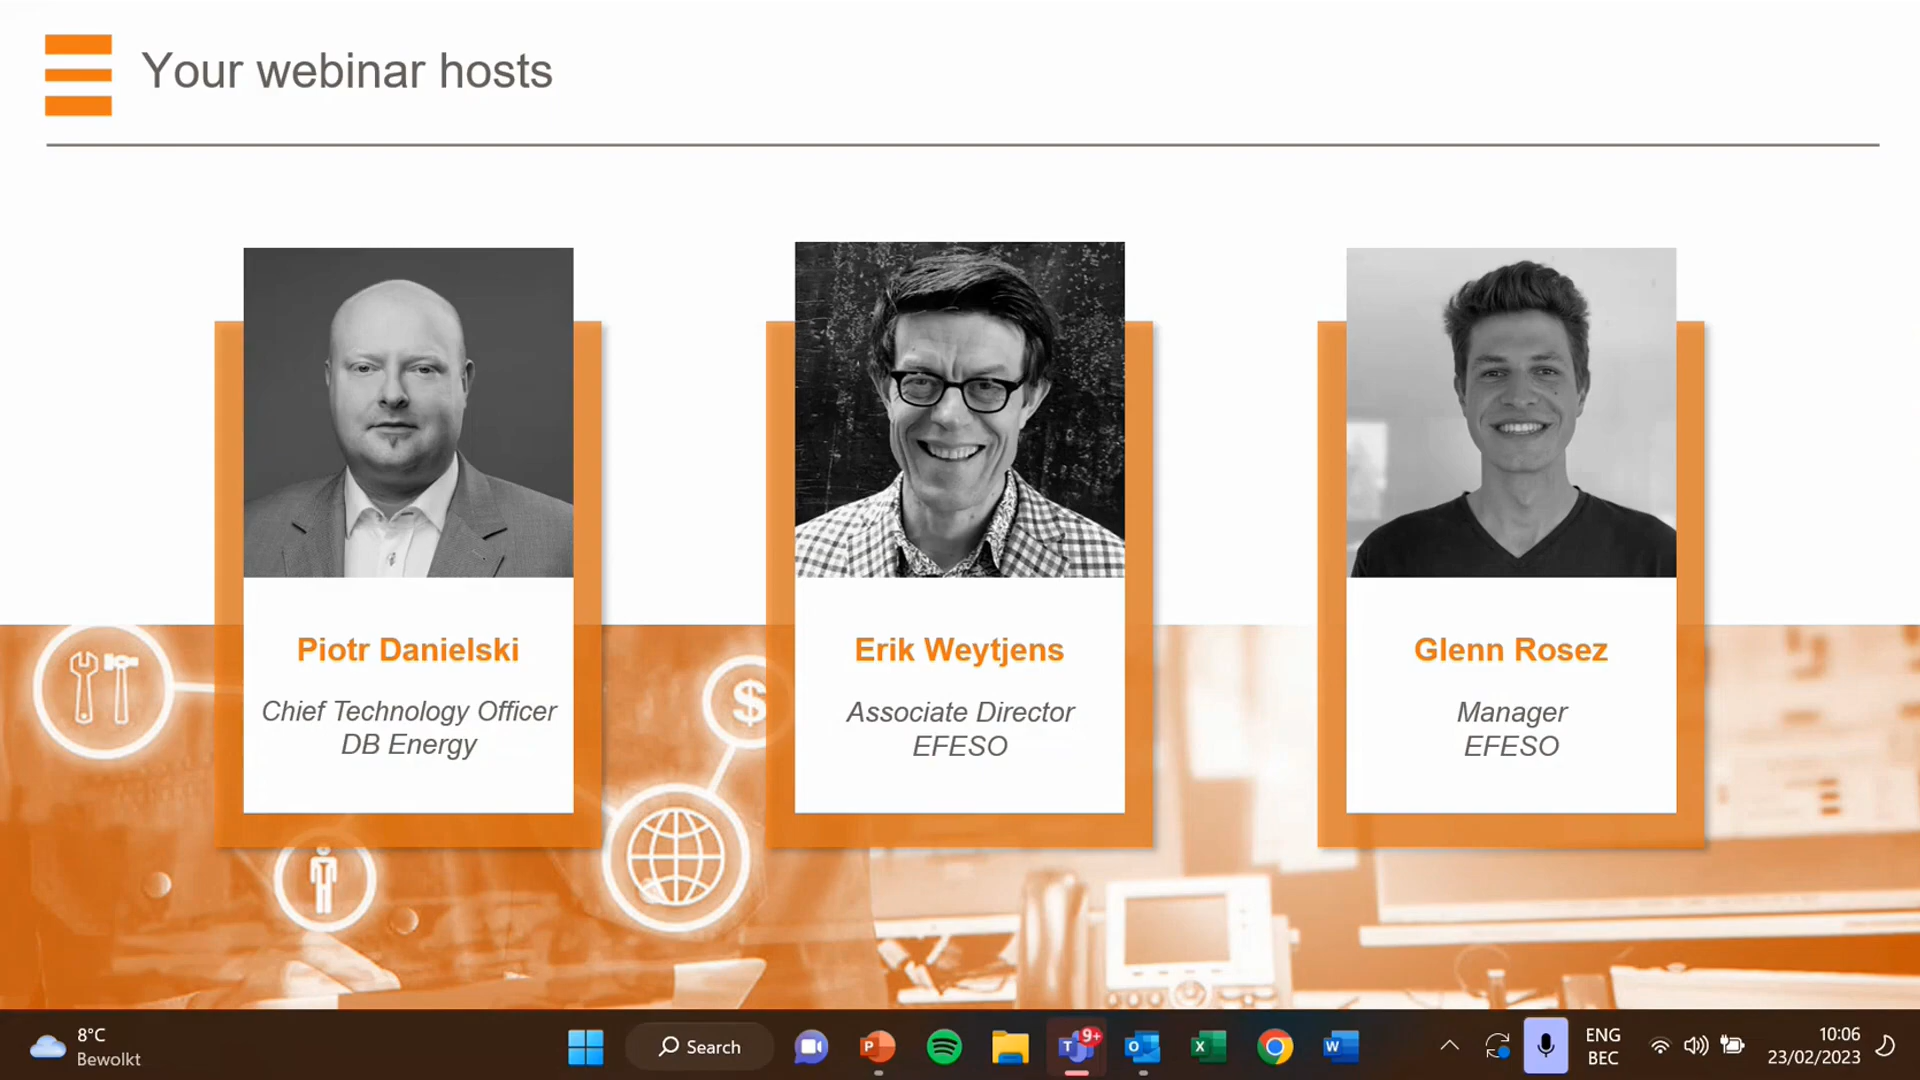 Your webinar hosts
Piotr Danielski
Chief Technology Officer
DB Energy
Erik Weytjens
Associate Director
EFESO
Glenn Rosez
Manager
EFESO
$
8°C
Bewolkt
Search
P
9+
T
O
X
W
ENG
BEC
10:06
23/02/2023